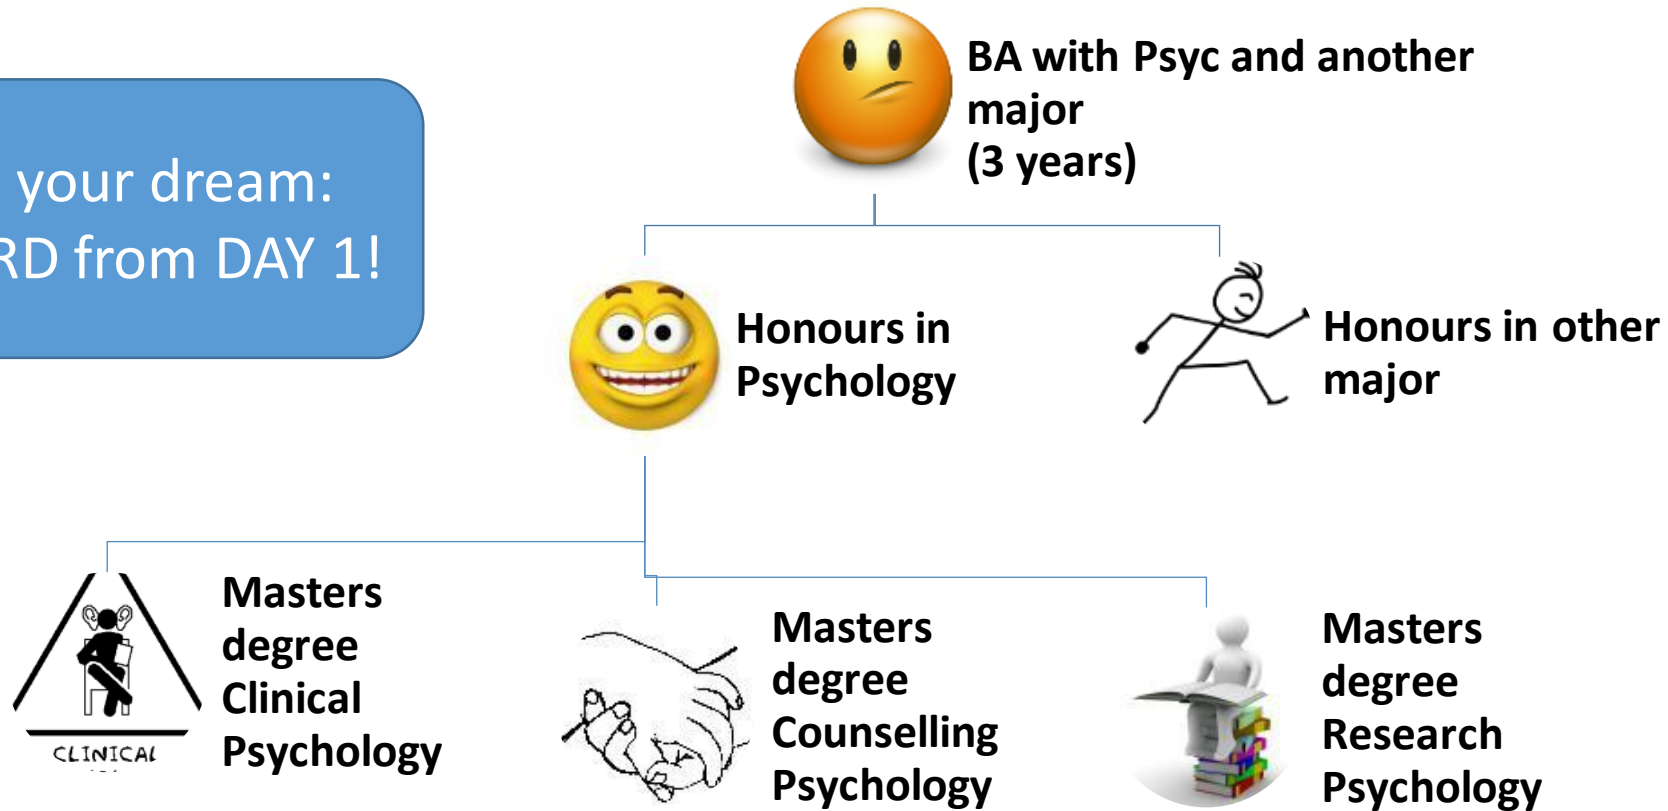 BA with Psyc and another
major
(3 years)
your dream:
RD from DAY 1!
Honours in
Psychology
Honours in other
major
Masters
degree
Clinical
Psychology
CLINICAL
Masters
degree
Counselling
Psychology
Masters
degree
Research
Psychology